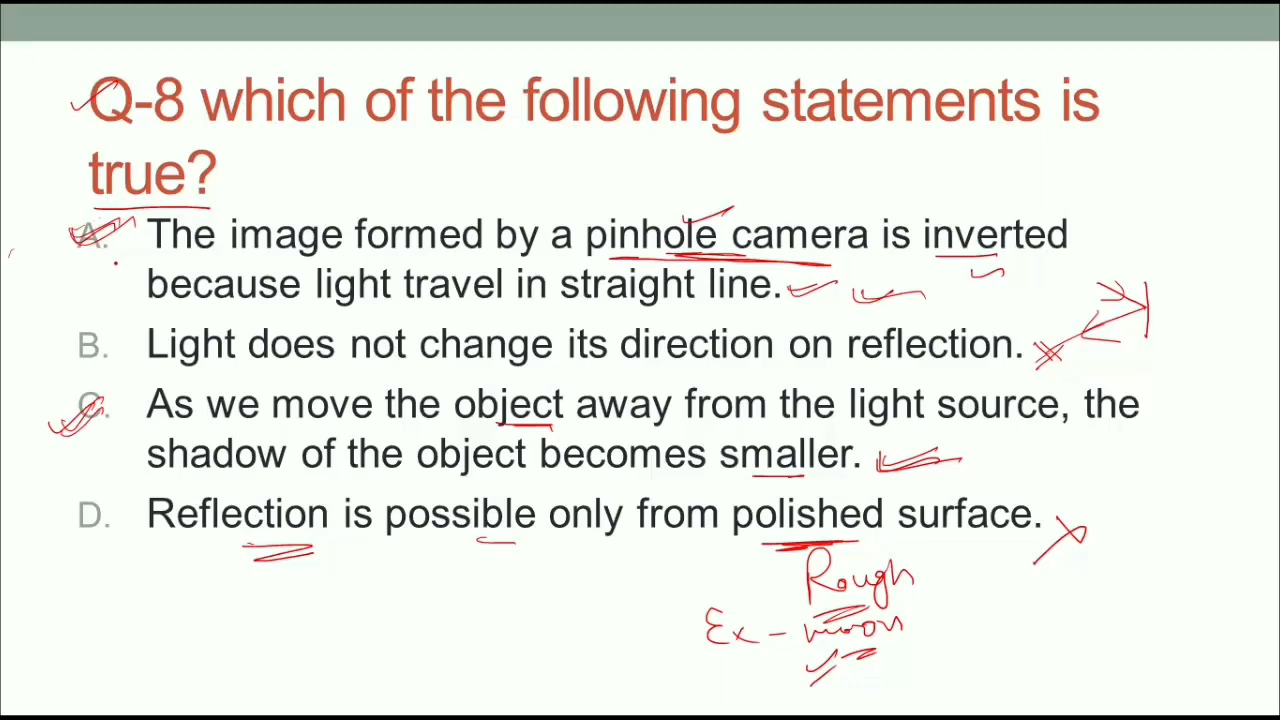 Q-8 which of the following statements is
true?
A. The image formed by a pinhole camera is inverted
because light travel in straight line.
B. Light does not change its direction on reflection.
C. As we move the object away from the light source, the
shadow of the object becomes smaller.
D. Reflection is possible only from polished surface.
Rough
Ex - moon